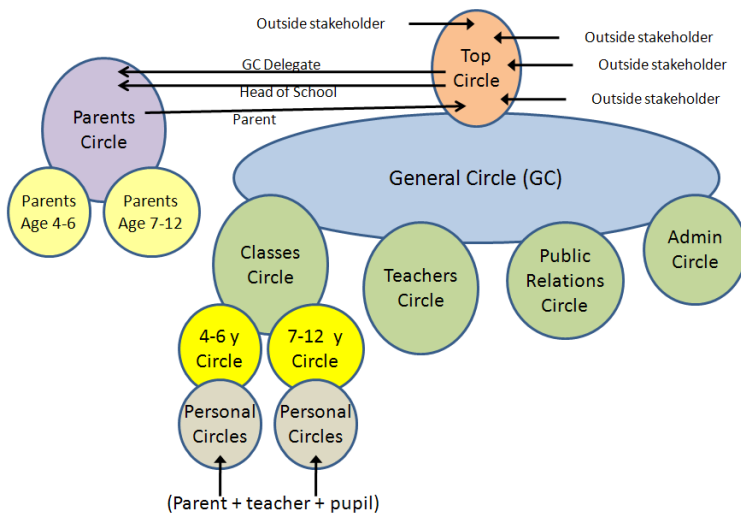 Outside stakeholder
Outside stakeholder
Top
Circle
GC Delegate
Outside stakeholder
Head of School
Outside stakeholder
Parents
Circle
Parent
General Circle (GC)
Parents
Age 4-6
Parents
Age 7-12
Classes
Circle
Teachers
Circle
Public
Relations
Circle
Admin
Circle
4-6 y
Circle
7-12 y
Circle
Personal
Circles
Personal
Circles
(Parent + teacher + pupil)